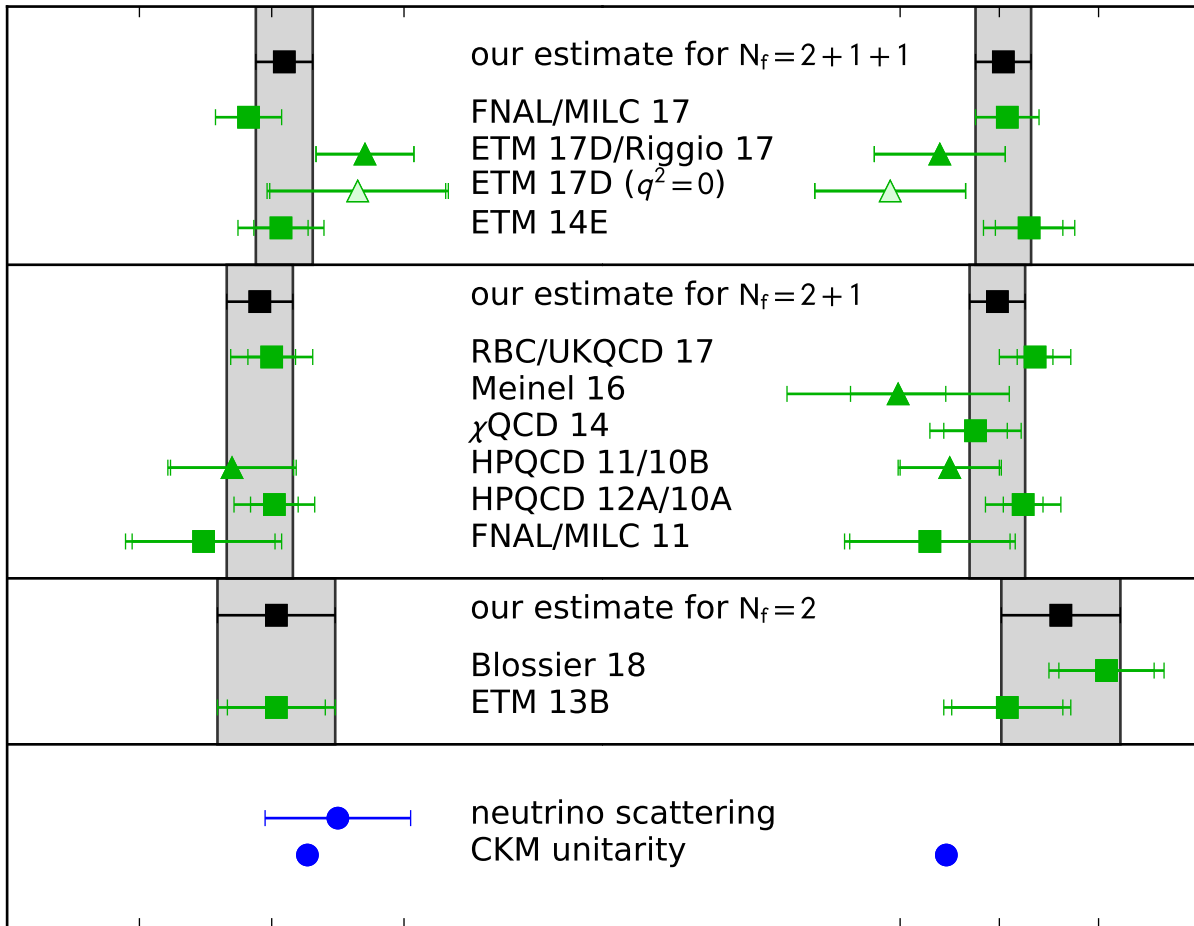 our estimate for N_f = 2 + 1 + 1
FNAL/MILC 17
ETM 17D/Riggio 17
ETM 17D (q² = 0)
ETM 14E
our estimate for N_f = 2 + 1
RBC/UKQCD 17
Meinel 16
χQCD 14
HPQCD 11/10B
HPQCD 12A/10A
FNAL/MILC 11
our estimate for N_f = 2
Blossier 18
ETM 13B
neutrino scattering
CKM unitarity